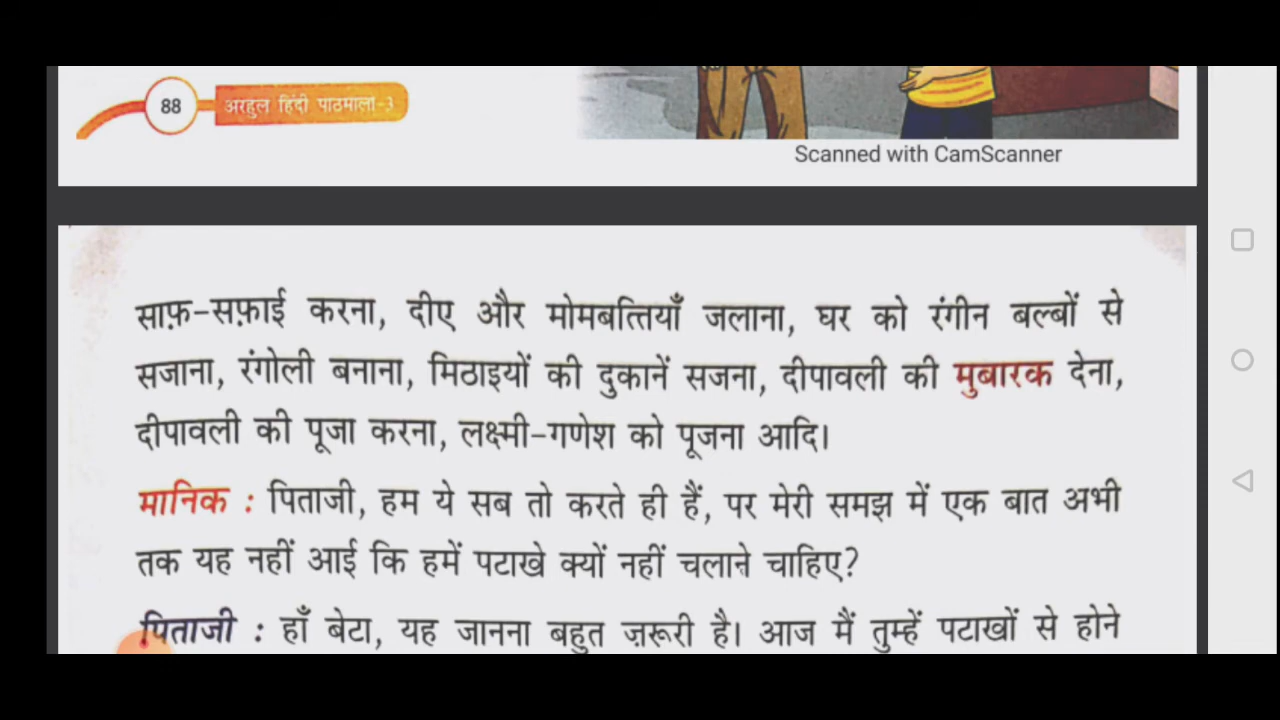 88
अरहुल हिंदी पाठमाला-3
Scanned with CamScanner
साफ़-सफ़ाई करना, दीए और मोमबत्तियाँ जलाना, घर को रंगीन बल्बों से
सजाना, रंगोली बनाना, मिठाइयों की दुकानें सजना, दीपावली की मुबारक देना,
दीपावली की पूजा करना, लक्ष्मी-गणेश को पूजना आदि।
मानिक : पिताजी, हम ये सब तो करते ही हैं, पर मेरी समझ में एक बात अभी
तक यह नहीं आई कि हमें पटाखे क्यों नहीं चलाने चाहिए?
पिताजी : हाँ बेटा, यह जानना बहुत ज़रूरी है। आज मैं तुम्हें पटाखों से होने